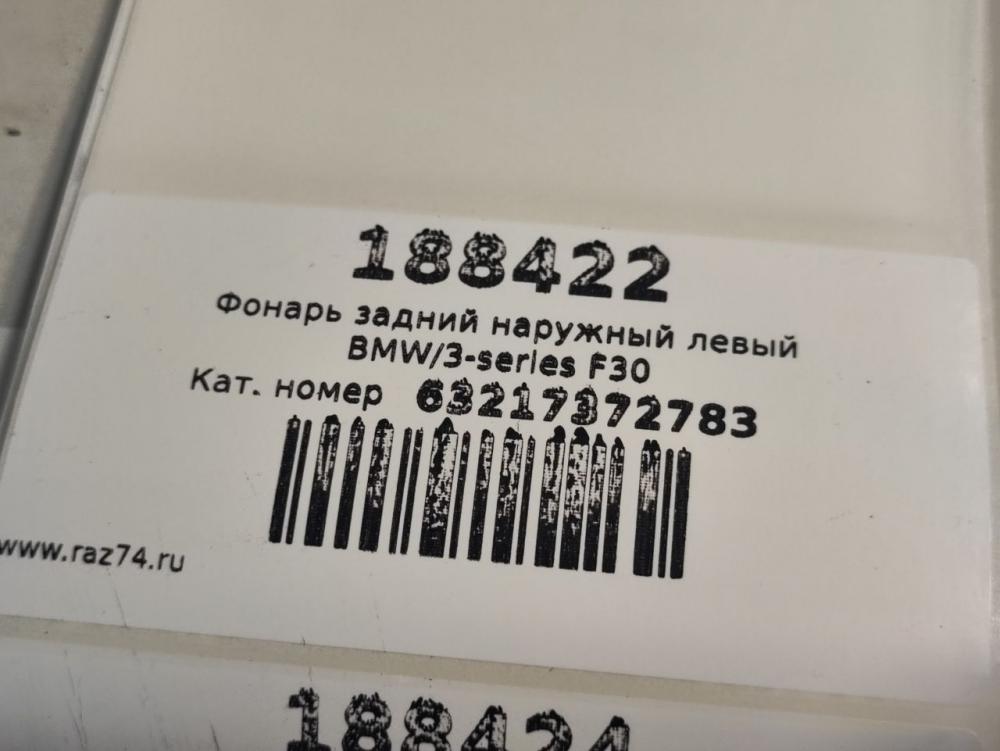 188422
Фонарь задний наружный левый
BMW/3-series F30
Кат. номер 63217372783
www.raz74.ru
188424